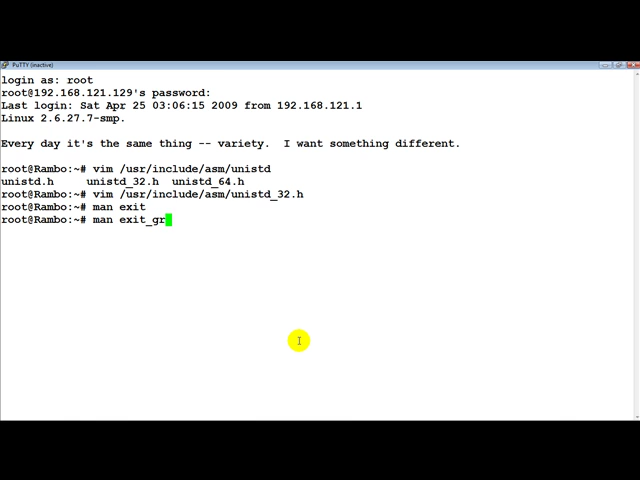 PuTTY (inactive)
login as: root
root@192.168.121.129's password:
Last login: Sat Apr 25 03:06:15 2009 from 192.168.121.1
Linux 2.6.27.7-smp.
Every day it's the same thing -- variety.  I want something different.
root@Rambo:~# vim /usr/include/asm/unistd
unistd.h     unistd_32.h  unistd_64.h
root@Rambo:~# vim /usr/include/asm/unistd_32.h
root@Rambo:~# man exit
root@Rambo:~# man exit_gr